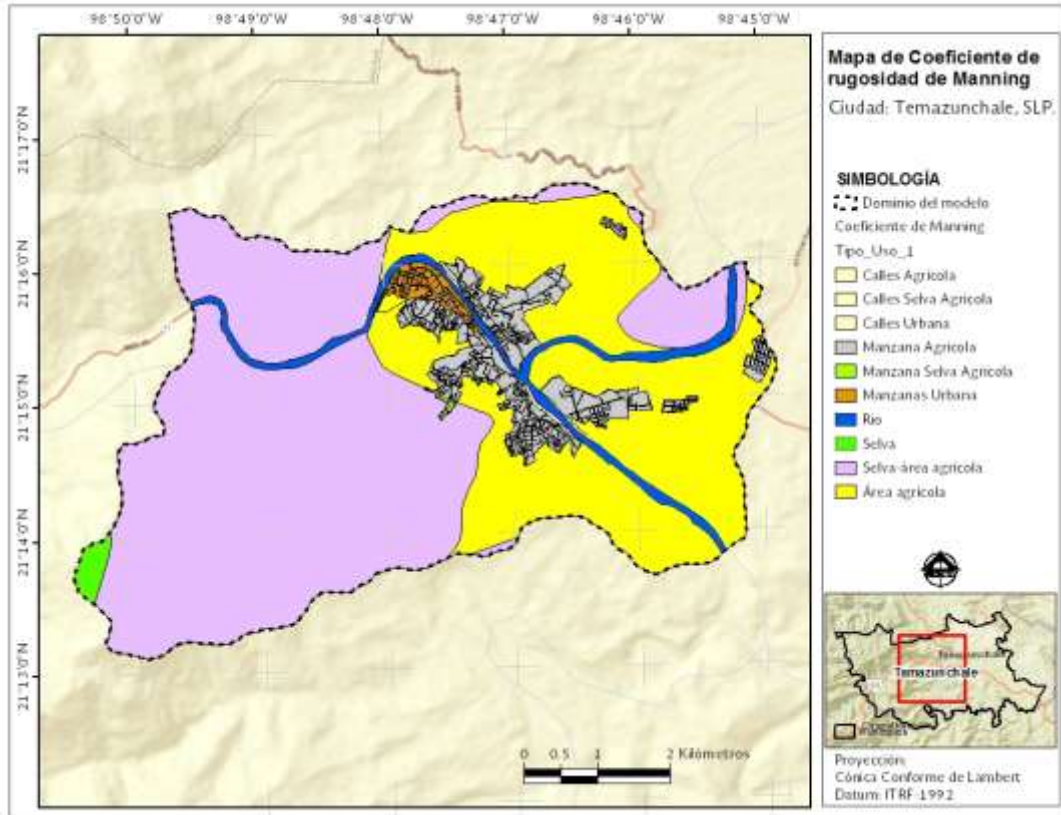 98°50'0"W 98°49'0"W 98°48'0"W 98°47'0"W 98°46'0"W 98°45'0"W
21°17'0"N
21°16'0"N
21°15'0"N
21°14'0"N
21°13'0"N
0 0.5 1 2 Kilómetros
Mapa de Coeficiente de
rugosidad de Manning
Ciudad: Temazunchale, SLP.
SIMBOLOGÍA
Dominio del modelo
Coeficiente de Manning
Tipo_Uso_1
Calles Agrícola
Calles Selva Agrícola
Calles Urbana
Manzana Agrícola
Manzana Selva Agrícola
Manzanas Urbana
Rio
Selva
Selva-área agrícola
Área agrícola
Temazunchale
Proyección:
Cónica Conforme de Lambert
Datum: ITRF-1992